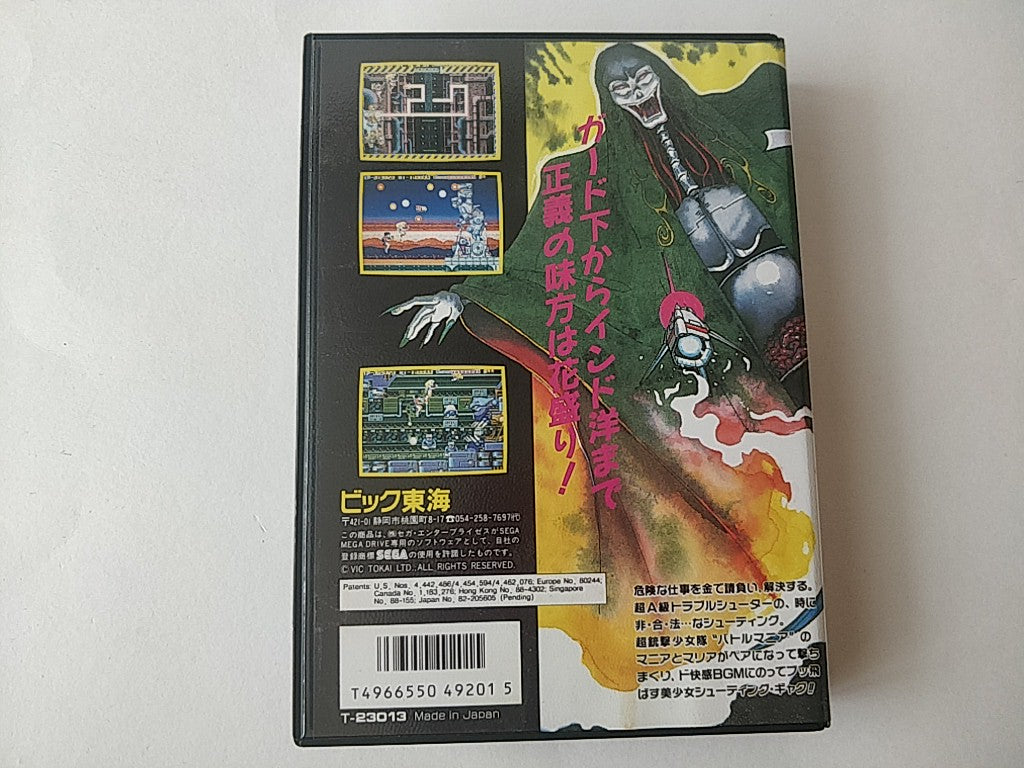 ガード下からインド洋まで
正義の味方は花盛り!
ビック東海
〒421-01 静岡市桃園町8-17 ☎054-258-7697(代)
この商品は、㈱セガ・エンタープライゼスがSEGA
MEGA DRIVE専用のソフトウェアとして、自社の
登録商標SEGAの使用を許諾したものです。
© VIC TOKAI LTD., ALL RIGHTS RESERVED.
Patents: U.S. Nos. 4,442,486/4,454,594/4,462,076; Europe No. 80244;
Canada No. 1,183,276; Hong Kong No. 88-4302; Singapore
No. 88-155; Japan No. 82-205605 (Pending)
T4966550 49201 5
T-23013 Made in Japan
危険な仕事を金で請負い、解決する。
超A級トラブルシューターの、時に
非・合・法…なシューティング。
超銃撃少女隊“バトルマニア”の
マニアとマリアがペアになって撃ち
まくり、ド快感BGMにのってブッ飛
ばす美少女シューティング・ギャグ!